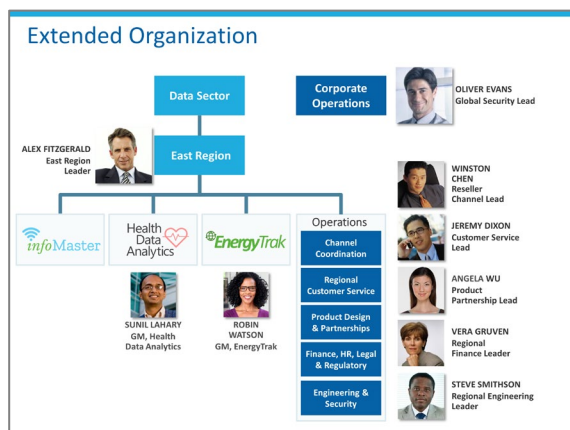 Extended Organization
Data Sector
Corporate
Operations
OLIVER EVANS
Global Security Lead
ALEX FITZGERALD
East Region
Leader
East Region
WINSTON
CHEN
Reseller
Channel Lead
infoMaster
Health
Data
Analytics
EnergyTrak
Operations
Channel
Coordination
JEREMY DIXON
Customer Service
Lead
Regional
Customer Service
ANGELA WU
Product
Partnership Lead
SUNIL LAHARY
GM, Health
Data Analytics
ROBIN
WATSON
GM, EnergyTrak
Product Design
& Partnerships
VERA GRUVEN
Regional
Finance Leader
Finance, HR, Legal
& Regulatory
Engineering &
Security
STEVE SMITHSON
Regional Engineering
Leader